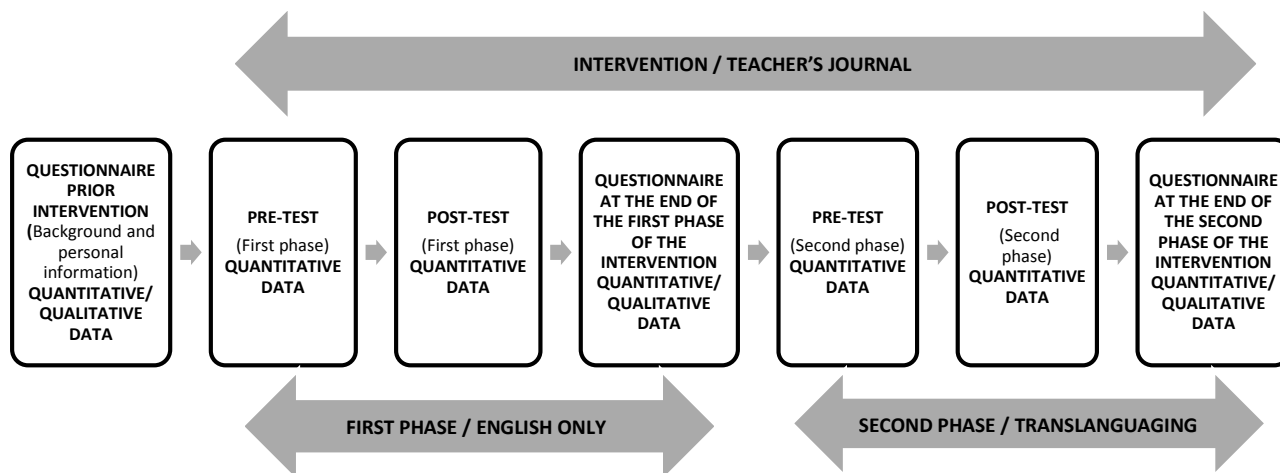 INTERVENTION / TEACHER'S JOURNAL
QUESTIONNAIRE
PRIOR
INTERVENTION
(Background and
personal
information)
QUANTITATIVE/
QUALITATIVE
DATA
PRE-TEST
(First phase)
QUANTITATIVE
DATA
POST-TEST
(First phase)
QUANTITATIVE
DATA
QUESTIONNAIRE
AT THE END OF
THE FIRST PHASE
OF THE
INTERVENTION
QUANTITATIVE/
QUALITATIVE
DATA
PRE-TEST
(Second phase)
QUANTITATIVE
DATA
POST-TEST
(Second
phase)
QUANTITATIVE
DATA
QUESTIONNAIRE
AT THE END OF
THE SECOND
PHASE OF THE
INTERVENTION
QUANTITATIVE/
QUALITATIVE
DATA
FIRST PHASE / ENGLISH ONLY
SECOND PHASE / TRANSLANGUAGING